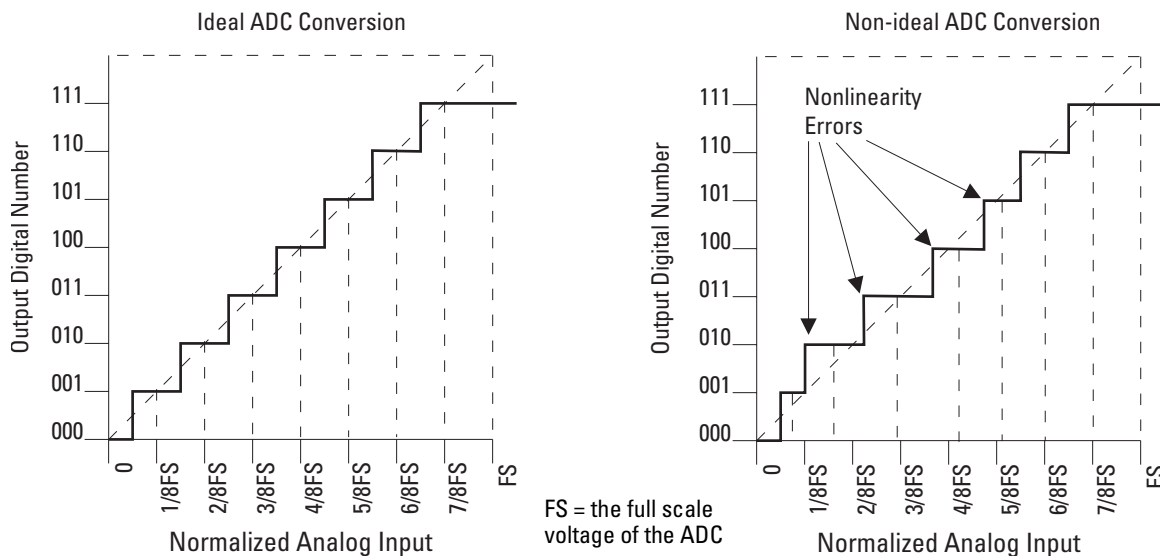 Ideal ADC Conversion
Output Digital Number
111
110
101
100
011
010
001
000
0
1/8FS
2/8FS
3/8FS
4/8FS
5/8FS
6/8FS
7/8FS
FS
Normalized Analog Input
FS = the full scale
voltage of the ADC
Non-ideal ADC Conversion
Nonlinearity
Errors
Output Digital Number
111
110
101
100
011
010
001
000
0
1/8FS
2/8FS
3/8FS
4/8FS
5/8FS
6/8FS
7/8FS
FS
Normalized Analog Input